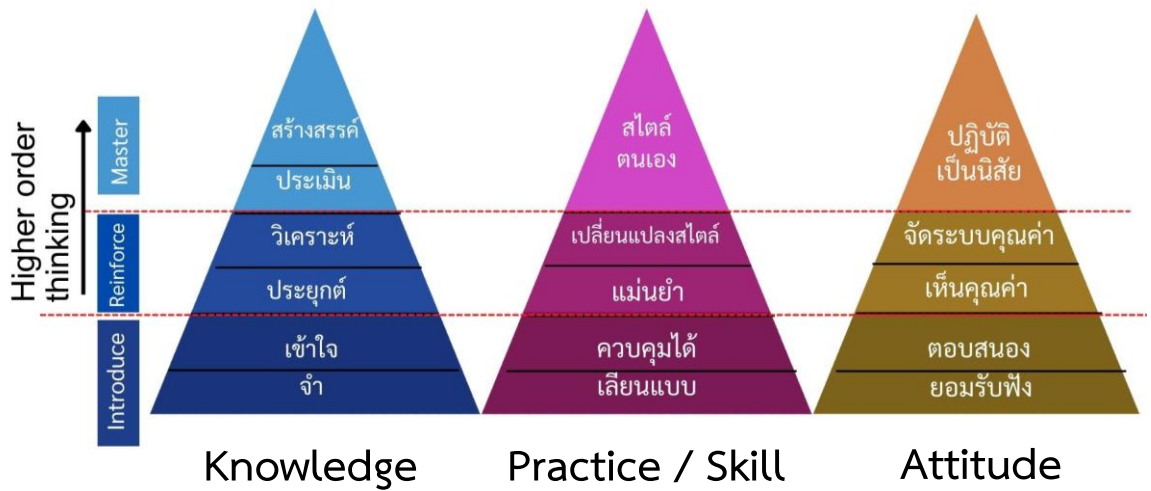 Higher order
thinking
Master
Reinforce
Introduce
สร้างสรรค์
ประเมิน
วิเคราะห์
ประยุกต์
เข้าใจ
จำ
Knowledge
สไตล์
ตนเอง
เปลี่ยนแปลงสไตล์
แม่นยำ
ควบคุมได้
เลียนแบบ
Practice / Skill
ปฏิบัติ
เป็นนิสัย
จัดระบบคุณค่า
เห็นคุณค่า
ตอบสนอง
ยอมรับฟัง
Attitude